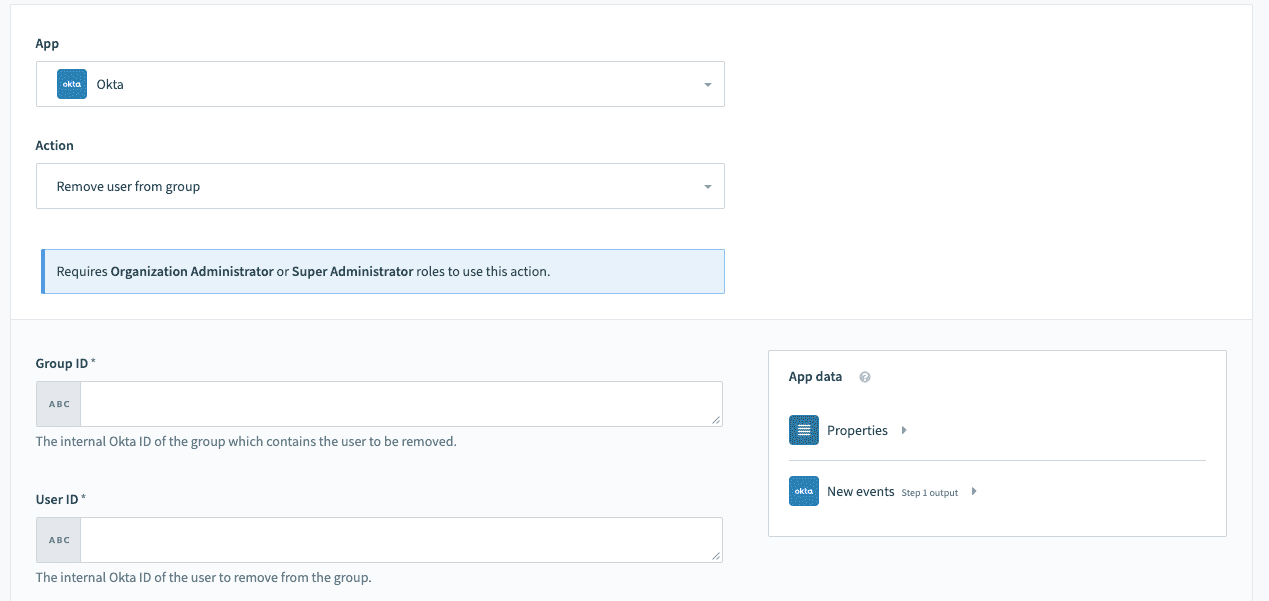 App
okta Okta
Action
Remove user from group
Requires Organization Administrator or Super Administrator roles to use this action.
Group ID *
ABC
The internal Okta ID of the group which contains the user to be removed.
User ID *
ABC
The internal Okta ID of the user to remove from the group.
App data ?
Properties
okta New events Step 1 output